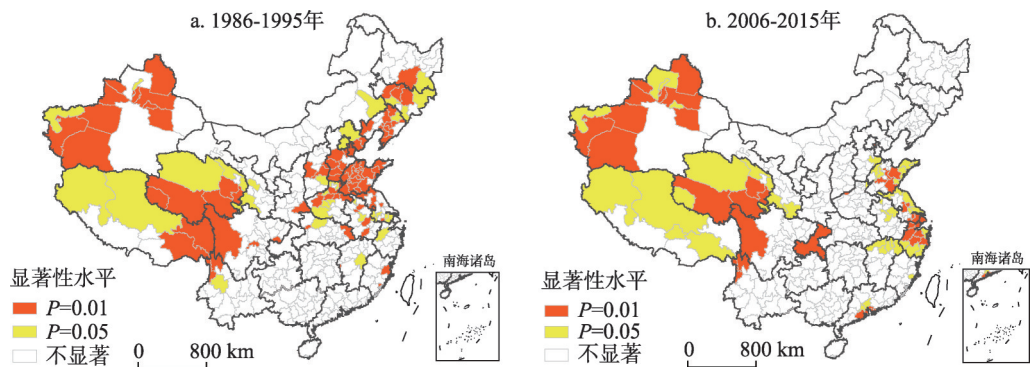 a. 1986-1995年
显著性水平
P=0.01
P=0.05
不显著
0 800 km
南海诸岛
b. 2006-2015年
显著性水平
P=0.01
P=0.05
不显著
0 800 km
南海诸岛